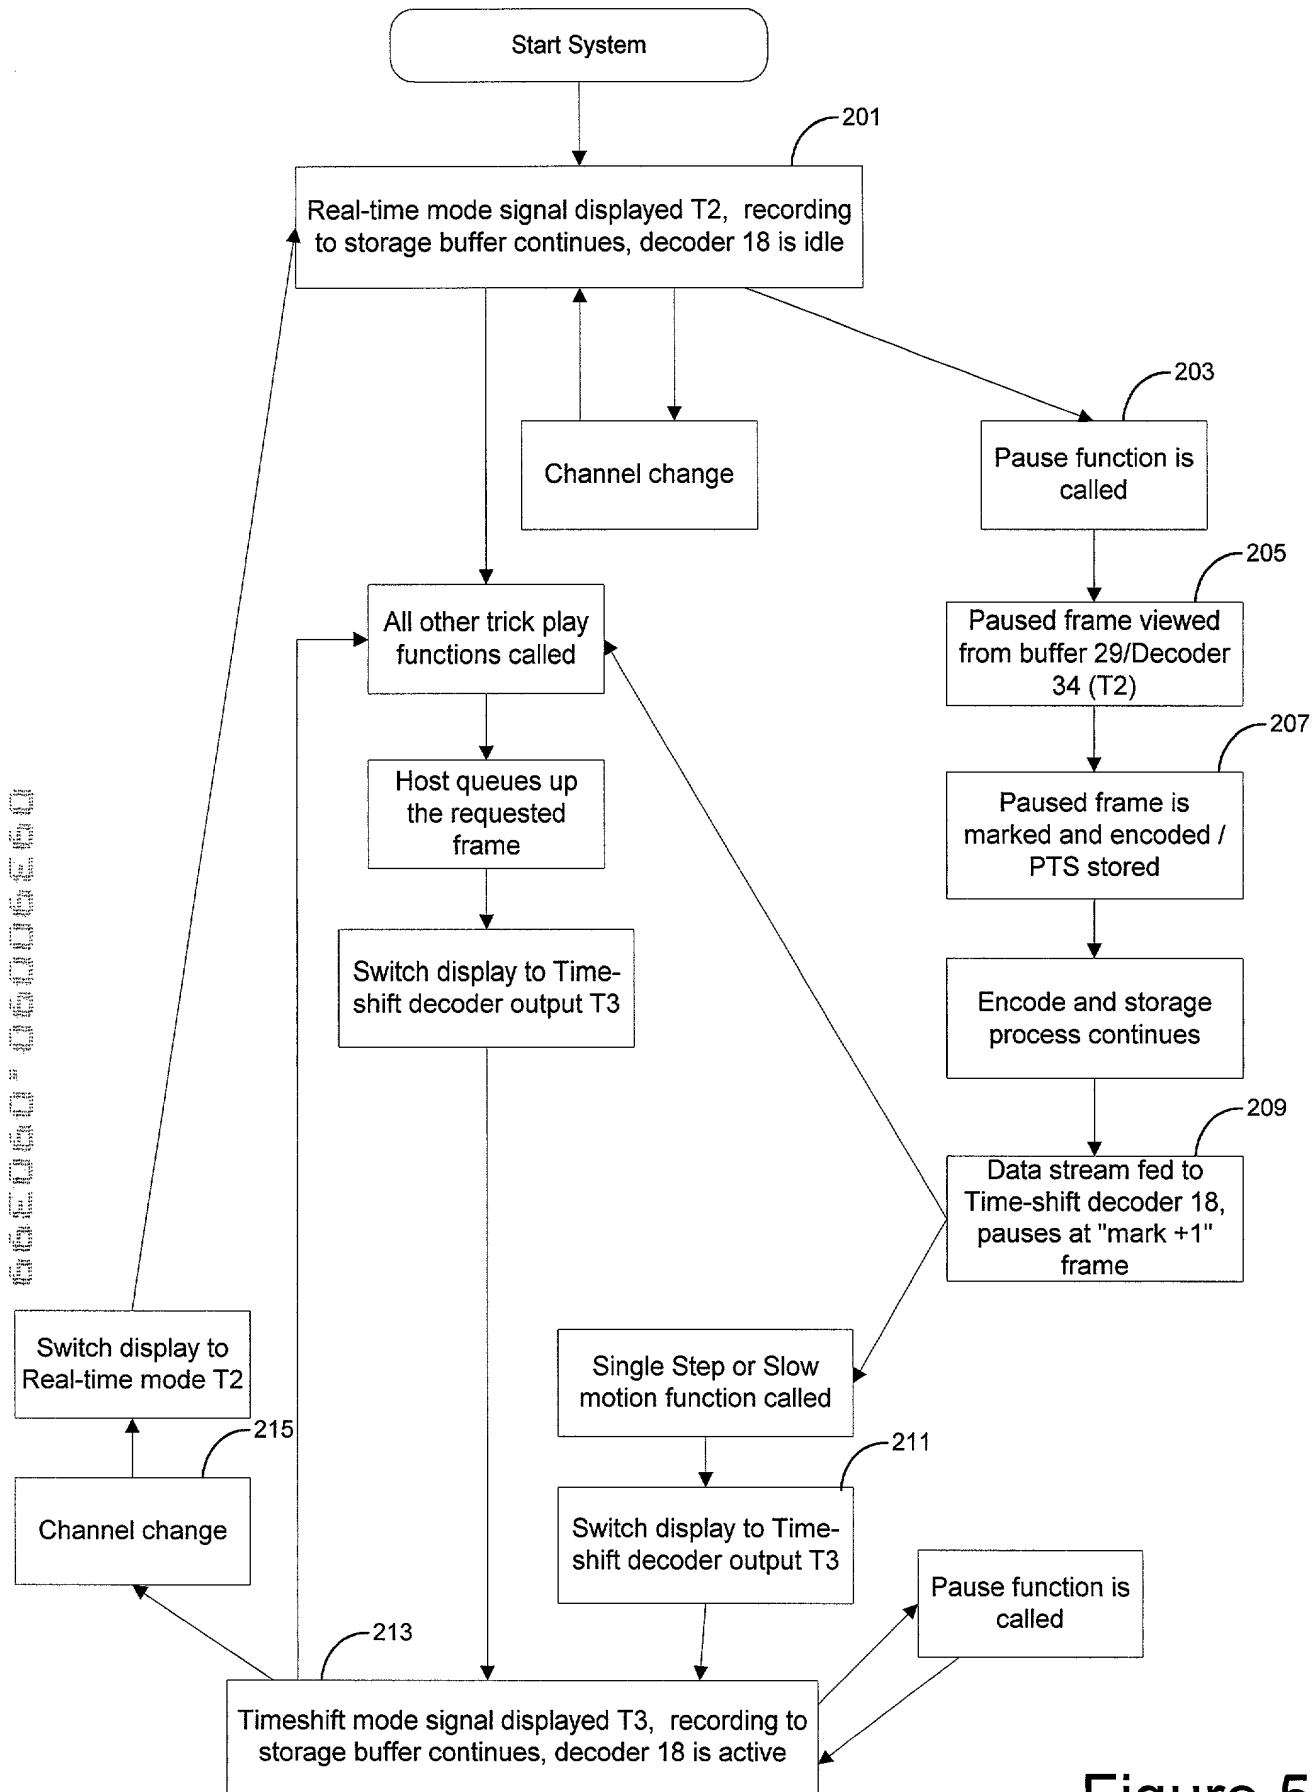 Start System
201
Real-time mode signal displayed T2, recording
to storage buffer continues, decoder 18 is idle
203
Channel change
Pause function is
called
205
All other trick play
functions called
Paused frame viewed
from buffer 29/Decoder
34 (T2)
207
Host queues up
the requested
frame
Paused frame is
marked and encoded /
PTS stored
Switch display to Time-
shift decoder output T3
Encode and storage
process continues
209
Data stream fed to
Time-shift decoder 18,
pauses at "mark +1"
frame
Switch display to
Real-time mode T2
Single Step or Slow
motion function called
215
211
Channel change
Switch display to Time-
shift decoder output T3
Pause function is
called
213
Timeshift mode signal displayed T3, recording to
storage buffer continues, decoder 18 is active
Figure 5